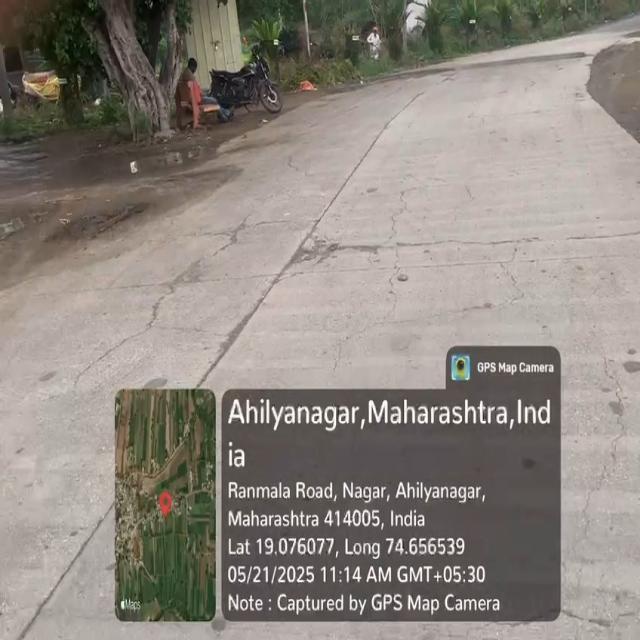 GPS Map Camera
Ahilyanagar,Maharashtra,Ind
ia
Ranmala Road, Nagar, Ahilyanagar,
Maharashtra 414005, India
Lat 19.076077, Long 74.656539
05/21/2025 11:14 AM GMT+05:30
Note : Captured by GPS Map Camera
Maps